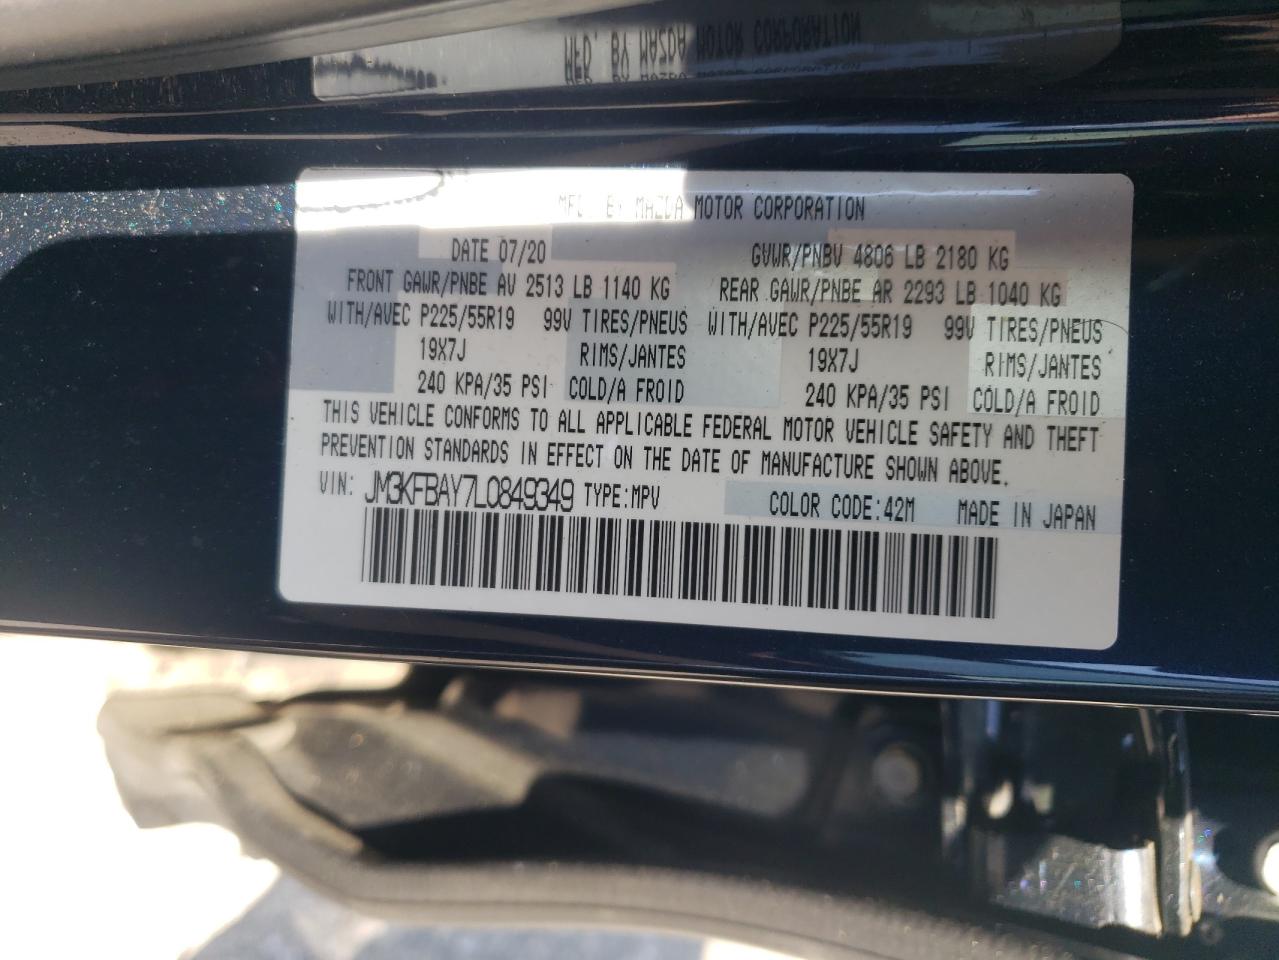 MFD. BY MAZDA MOTOR CORPORATION
DATE 07/20 GVWR/PNBV 4806 LB 2180 KG
FRONT GAWR/PNBE AV 2513 LB 1140 KG REAR GAWR/PNBE AR 2293 LB 1040 KG
WITH/AVEC P225/55R19 99V TIRES/PNEUS WITH/AVEC P225/55R19 99V TIRES/PNEUS
19X7J RIMS/JANTES 19X7J RIMS/JANTES
240 KPA/35 PSI COLD/A FROID 240 KPA/35 PSI COLD/A FROID
THIS VEHICLE CONFORMS TO ALL APPLICABLE FEDERAL MOTOR VEHICLE SAFETY AND THEFT
PREVENTION STANDARDS IN EFFECT ON THE DATE OF MANUFACTURE SHOWN ABOVE.
VIN: JM3KFBAY7L0849349 TYPE:MPV COLOR CODE:42M MADE IN JAPAN